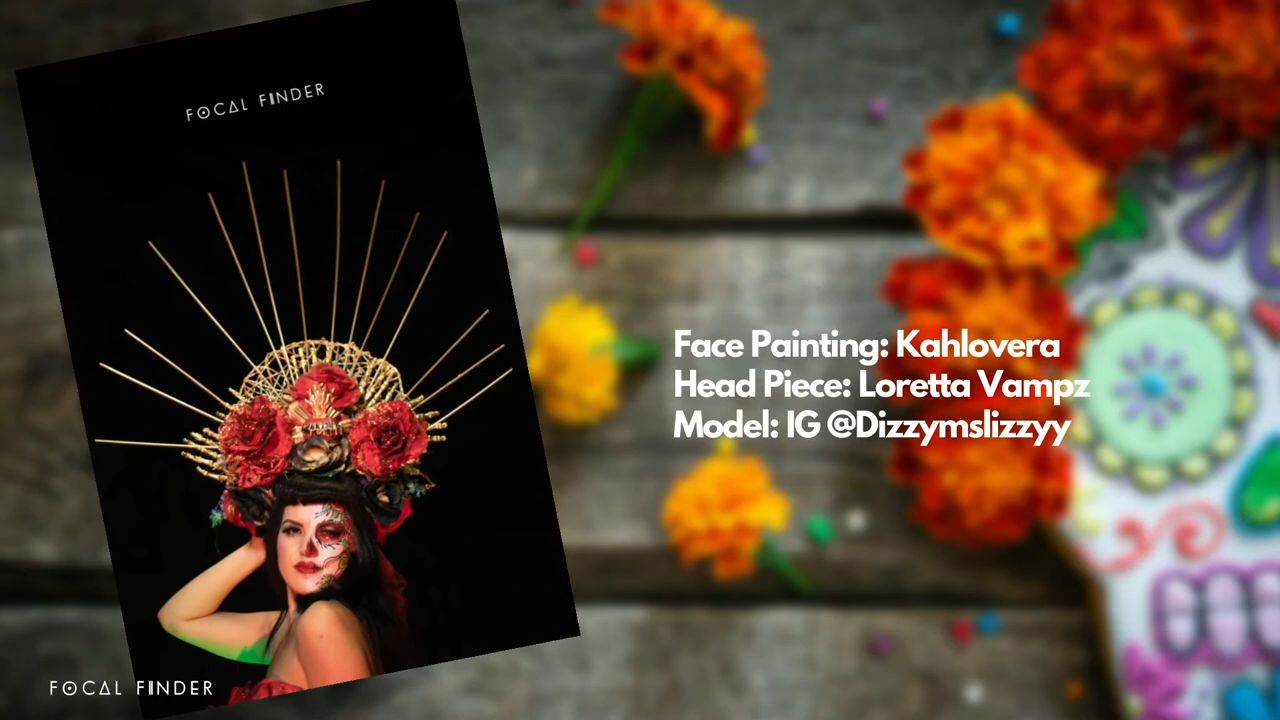 FOCAL FINDER
Face Painting: Kahlovera
Head Piece: Loretta Vampz
Model: IG @Dizzymslizzyy
FOCAL FINDER